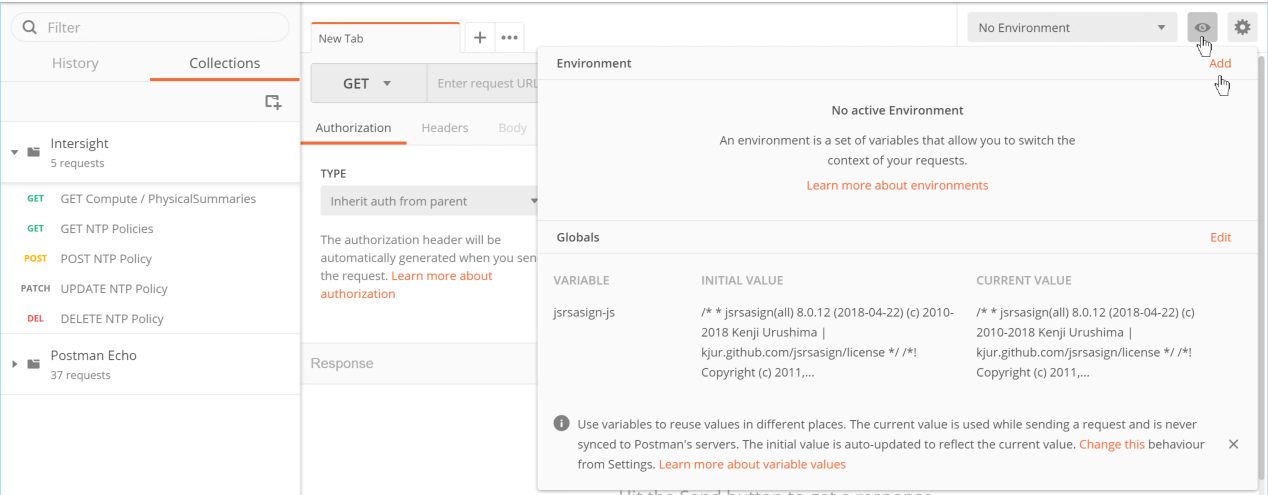 Filter
History
Collections
Intersight
5 requests
GET GET Compute / PhysicalSummaries
GET GET NTP Policies
POST POST NTP Policy
PATCH UPDATE NTP Policy
DEL DELETE NTP Policy
Postman Echo
37 requests
New Tab
GET
Enter request URL
Authorization
Headers
Body
TYPE
Inherit auth from parent
The authorization header will be
automatically generated when you sen
the request. Learn more about
authorization
Response
No Environment
Environment
Add
No active Environment
An environment is a set of variables that allow you to switch the
context of your requests.
Learn more about environments
Globals
Edit
VARIABLE
INITIAL VALUE
CURRENT VALUE
jsrsasign-js
/* * jsrsasign(all) 8.0.12 (2018-04-22) (c) 2010-
2018 Kenji Urushima |
kjur.github.com/jsrsasign/license */ /*!
Copyright (c) 2011,...
/* * jsrsasign(all) 8.0.12 (2018-04-22) (c)
2010-2018 Kenji Urushima |
kjur.github.com/jsrsasign/license */ /*!
Copyright (c) 2011,...
Use variables to reuse values in different places. The current value is used while sending a request and is never
synced to Postman's servers. The initial value is auto-updated to reflect the current value. Change this behaviour
from Settings. Learn more about variable values
Hit the Send button to get a response